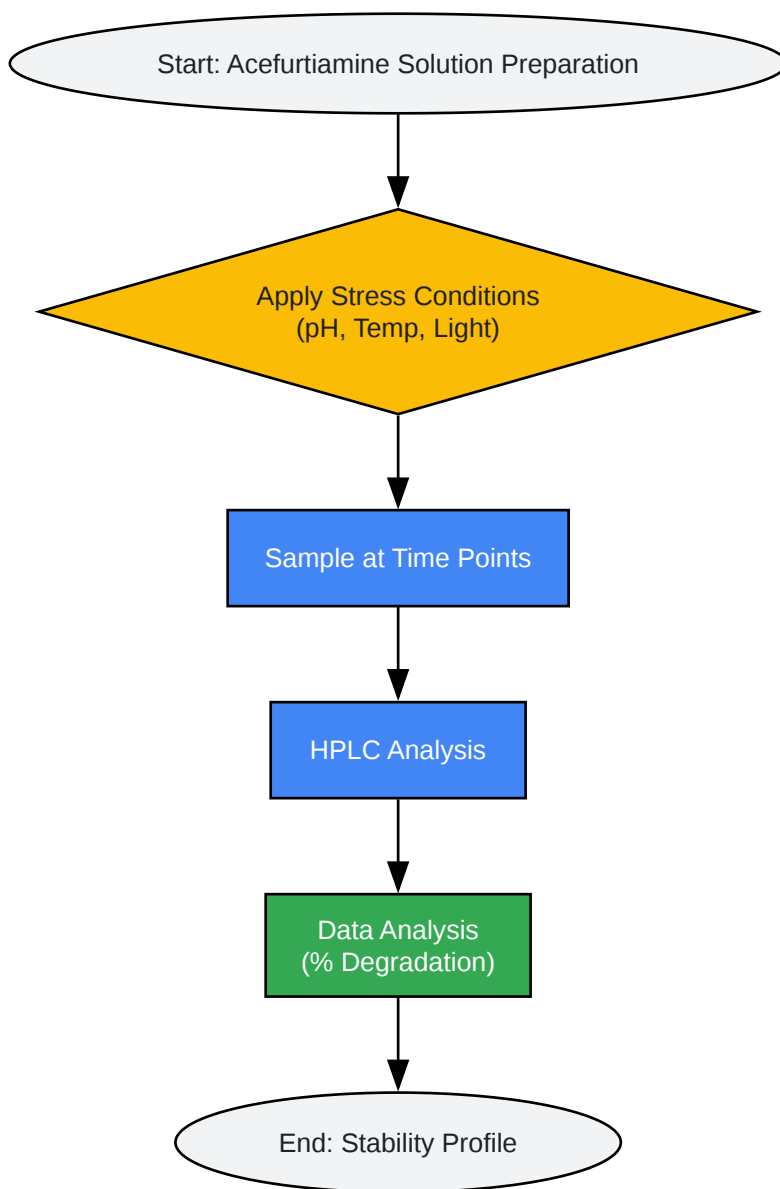 Start: Acefurtiamine Solution Preparation
Apply Stress Conditions
(pH, Temp, Light)
Sample at Time Points
HPLC Analysis
Data Analysis
(% Degradation)
End: Stability Profile